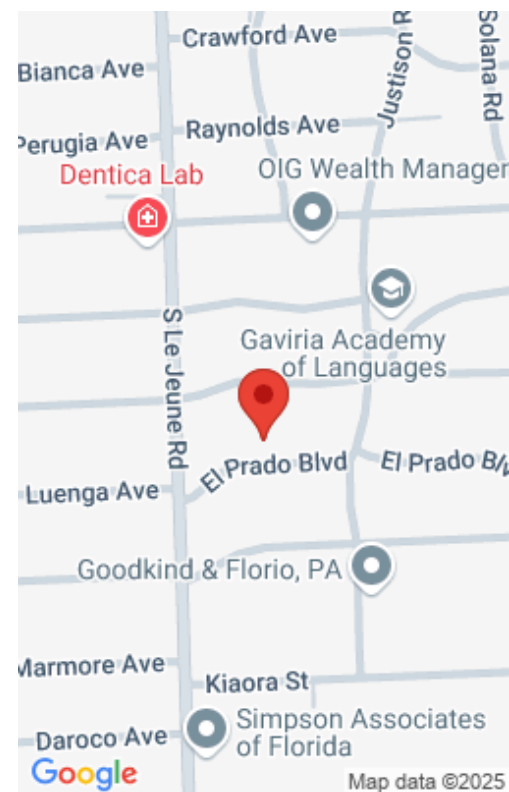 Crawford Ave
Solana Rd
Bianca Ave
Justison R
Raynolds Ave
Perugia Ave
Dentica Lab
OIG Wealth Manager
S Le Jeune Rd
Gaviria Academy
of Languages
El Prado Blvd
El Prado Blv
Luenga Ave
Goodkind & Florio, PA
Marmore Ave
Kiaora St
Simpson Associates
of Florida
Daroco Ave
Google
Map data ©2025